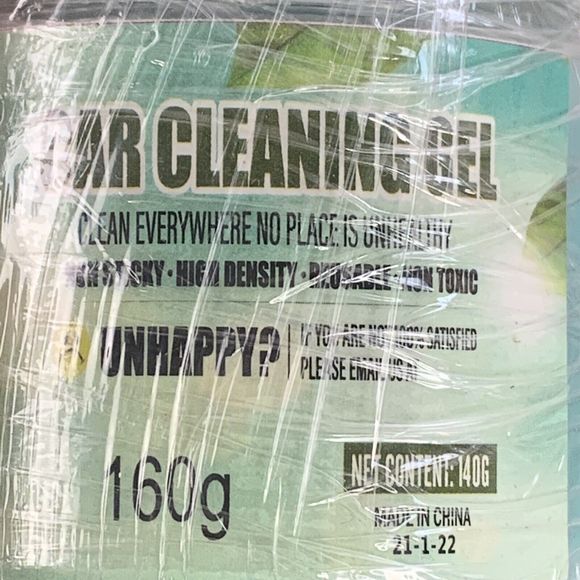 CAR CLEANING GEL
CLEAN EVERYWHERE NO PLACE IS UNHEALTHY
NON STICKY · HIGH DENSITY · REUSABLE · NON TOXIC
UNHAPPY?
IF YOU ARE NOT 100% SATISFIED
PLEASE EMAIL US AT
160g
NET CONTENT: 140G
MADE IN CHINA
21-1-22